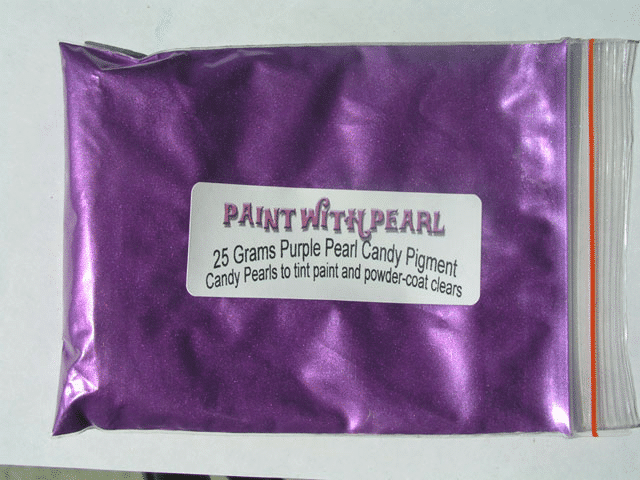 PAINT WITH PEARL
25 Grams Purple Pearl Candy Pigment
Candy Pearls to tint paint and powder-coat clears